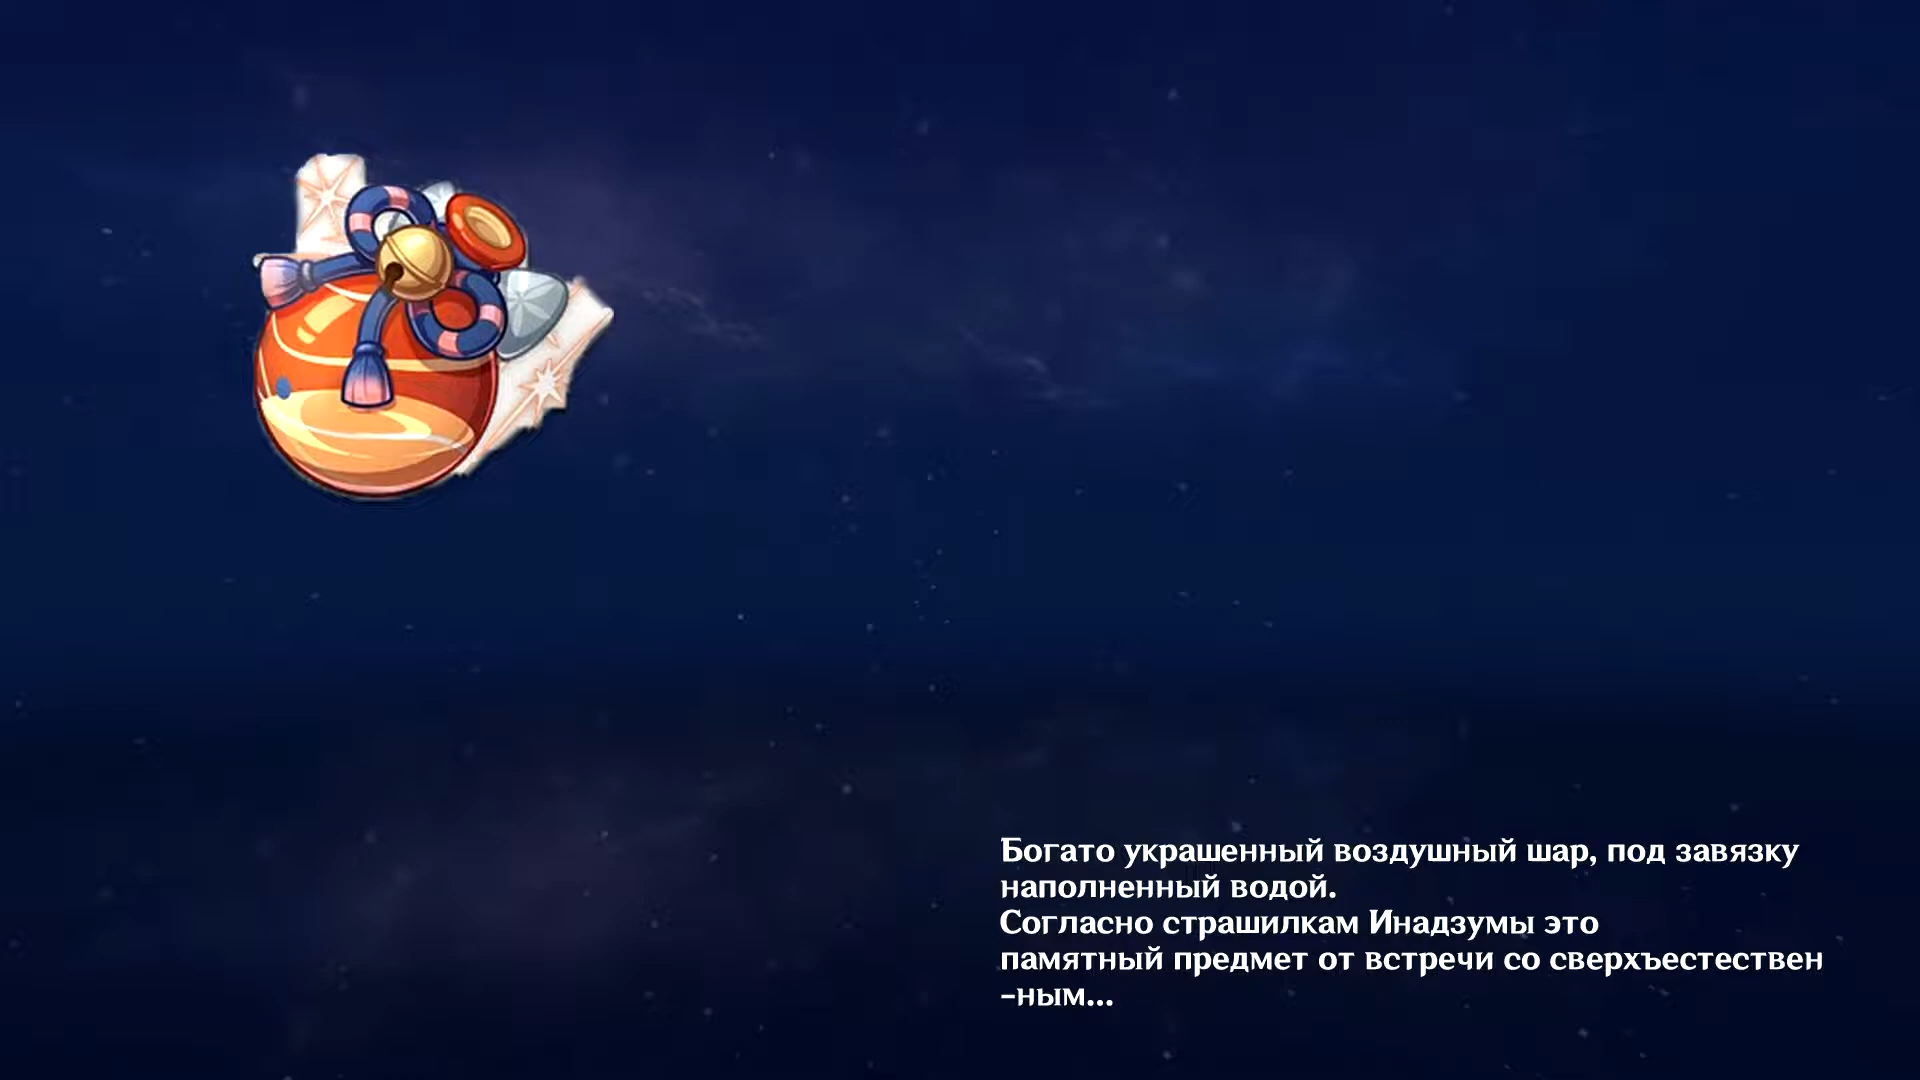 Богато украшенный воздушный шар, под завязку
наполненный водой.
Согласно страшилкам Инадзумы это
памятный предмет от встречи со сверхъестествен
-ным...